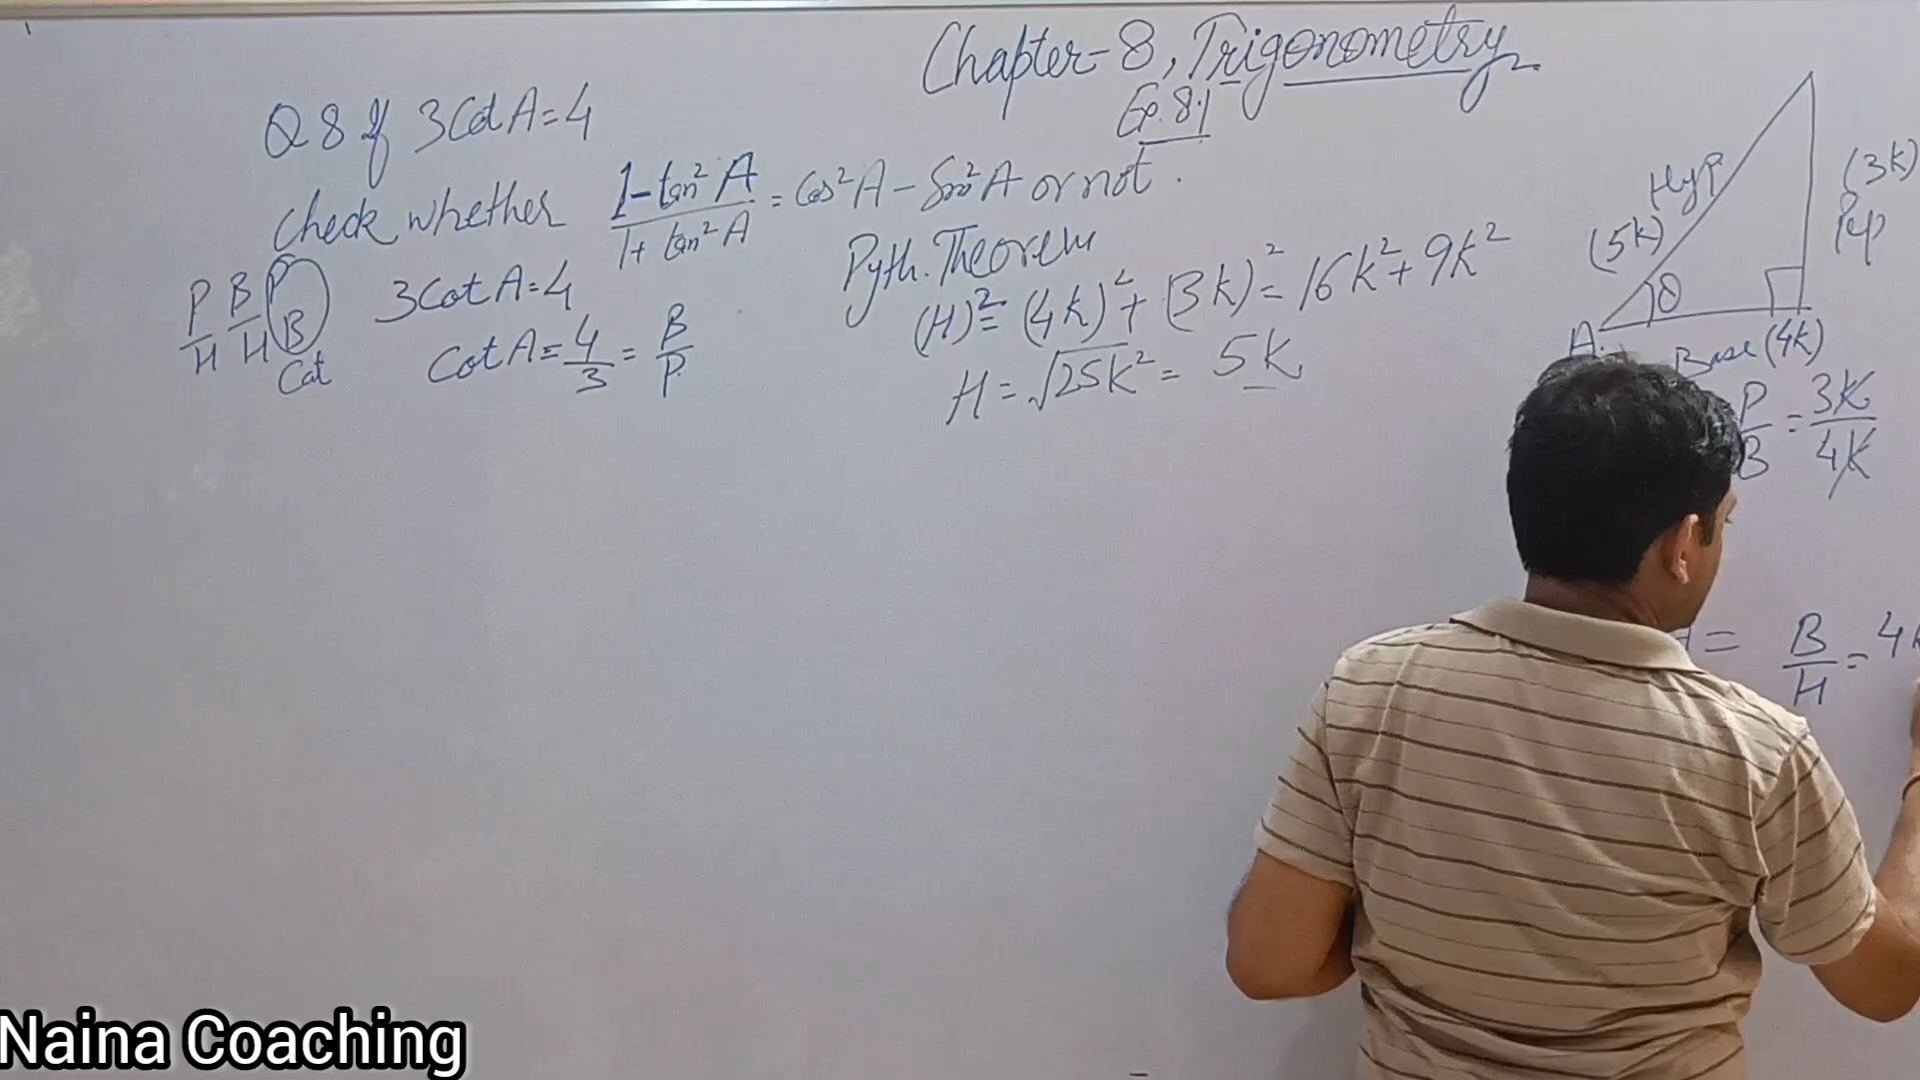 Chapter-8, Trigonometry
Ex. 8.1
Q 8 If 3Cot A=4
Check whether 1-tan²A / 1+tan²A = Cos²A - Sin²A or not.
P/H B/H P/B
Cot
3Cot A=4
Cot A = 4/3 = B/P
Pyth. Theorem
(H)² = (4k)² + (3k)² = 16k² + 9k²
H = √25k² = 5k
Hyp
(5k)
(3k)
Pep
θ
A
Base (4k)
P/B = 3k/4k
= B/H = 4k
Naina Coaching